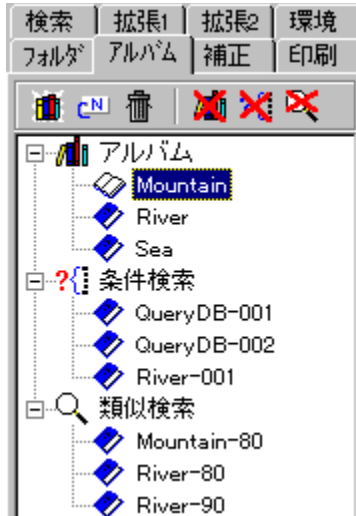 検索 拡張1 拡張2 環境
フォルダ アルバム 補正 印刷
CN
アルバム
Mountain
River
Sea
?{ 条件検索
QueryDB-001
QueryDB-002
River-001
類似検索
Mountain-80
River-80
River-90